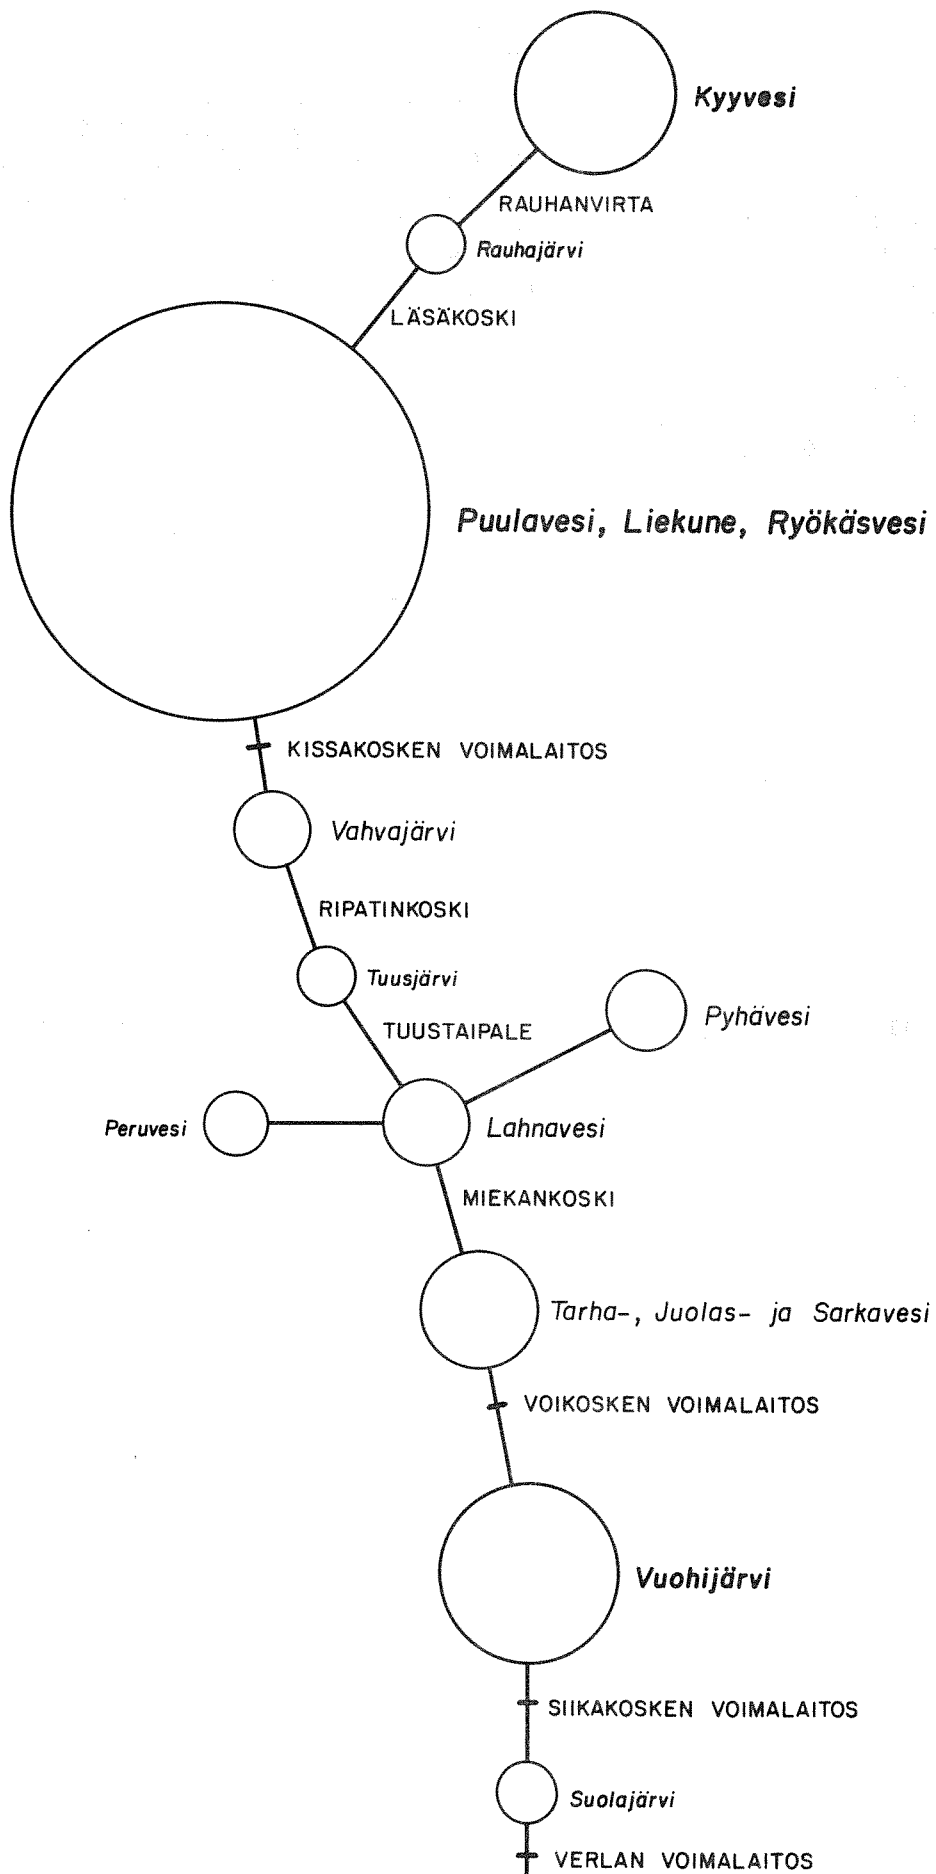 Kyyvesi
RAUHANVIRTA
Rauhajärvi
LÄSÄKOSKI
Puulavesi, Liekune, Ryökäsvesi
KISSAKOSKEN VOIMALAITOS
Vahvajärvi
RIPATINKOSKI
Tuusjärvi
Pyhävesi
TUUSTAIPALE
Peruvesi
Lahnavesi
MIEKANKOSKI
Tarha-, Juolas- ja Sarkavesi
VOIKOSKEN VOIMALAITOS
Vuohijärvi
SIIKAKOSKEN VOIMALAITOS
Suolajärvi
VERLAN VOIMALAITOS